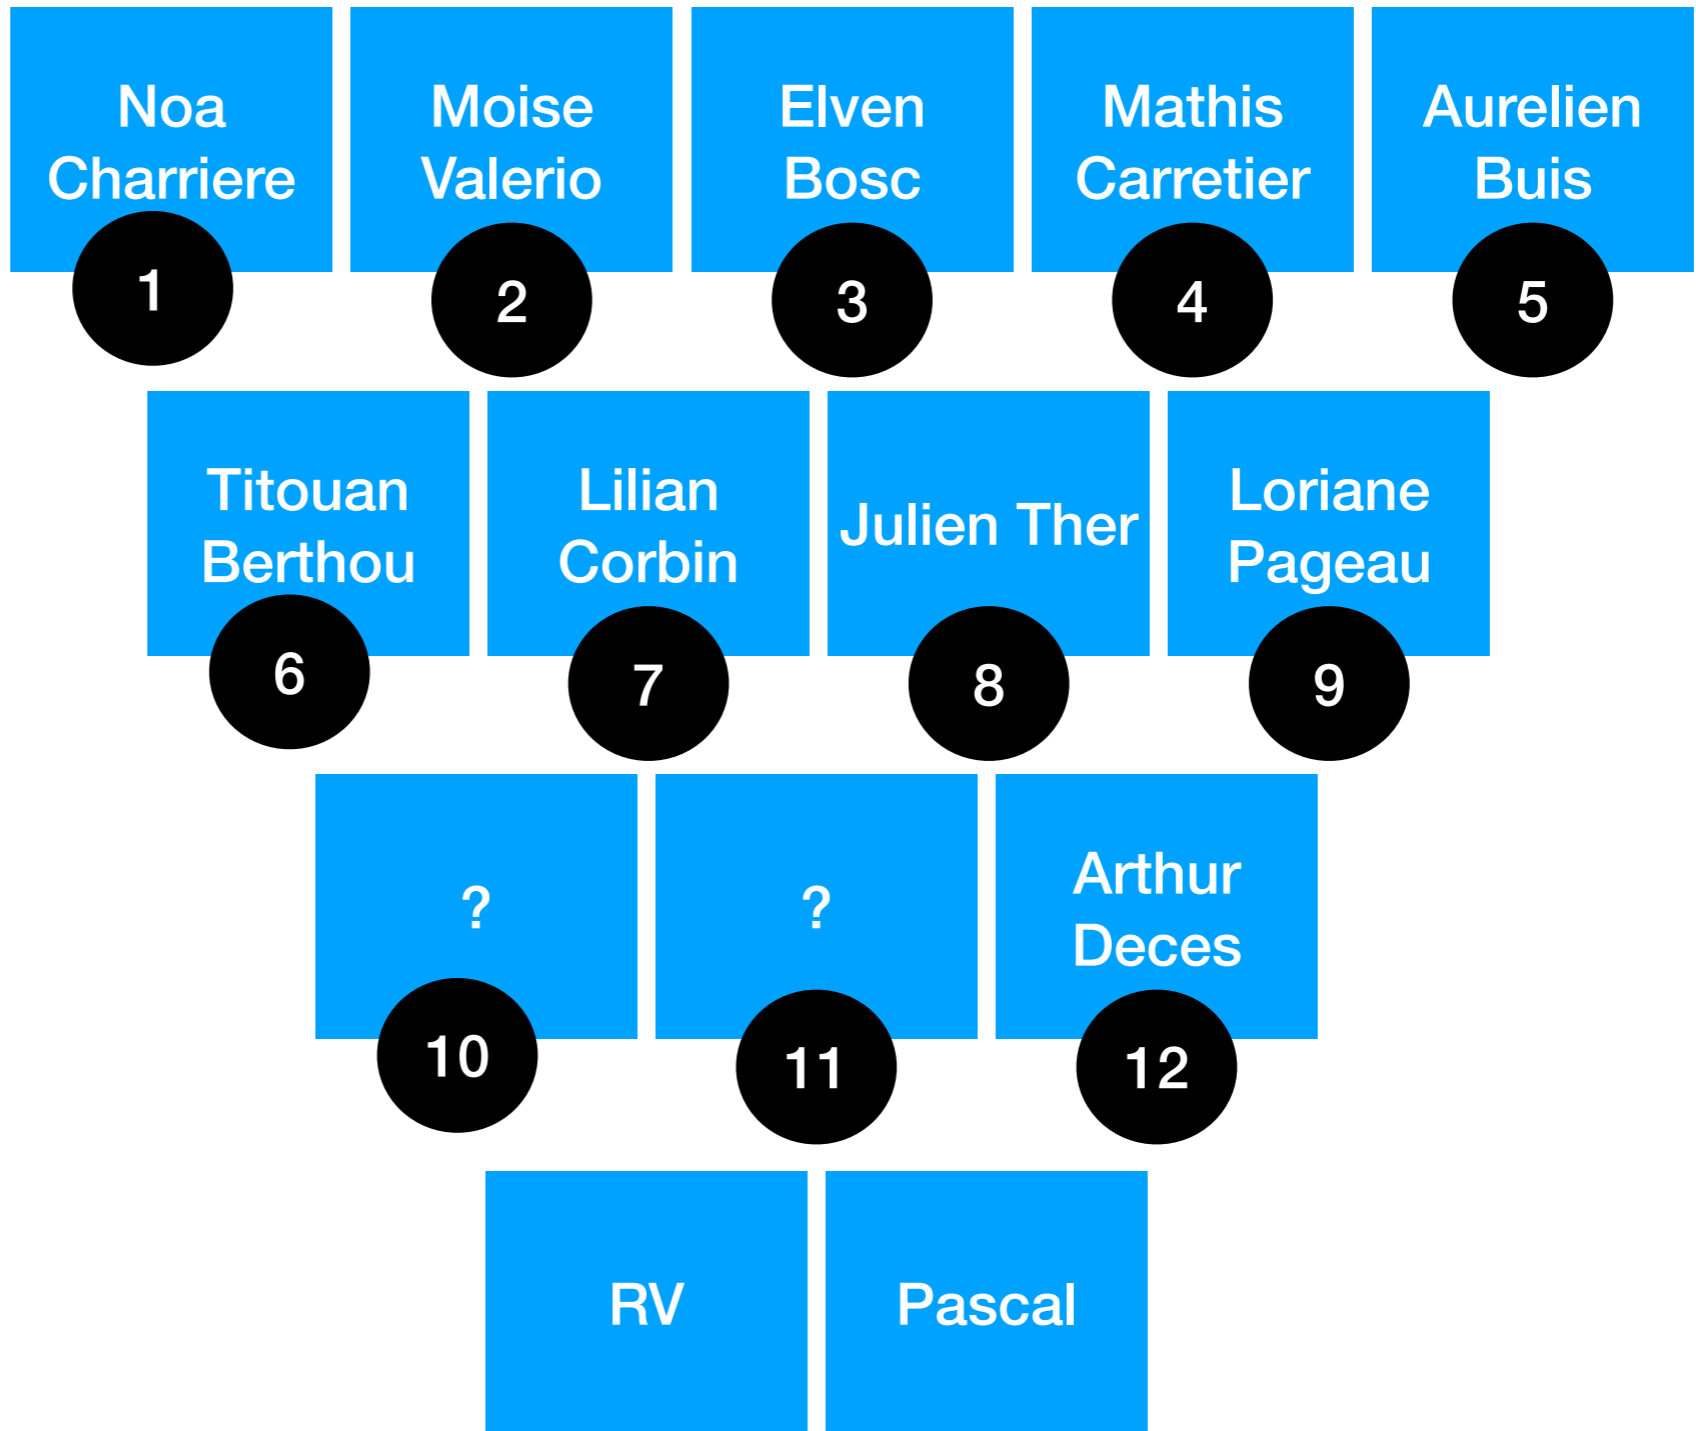 Noa
Charriere
1
Moise
Valerio
2
Elven
Bosc
3
Mathis
Carretier
4
Aurelien
Buis
5
Titouan
Berthou
6
Lilian
Corbin
7
Julien Ther
8
Loriane
Pageau
9
?
10
?
11
Arthur
Deces
12
RV
Pascal